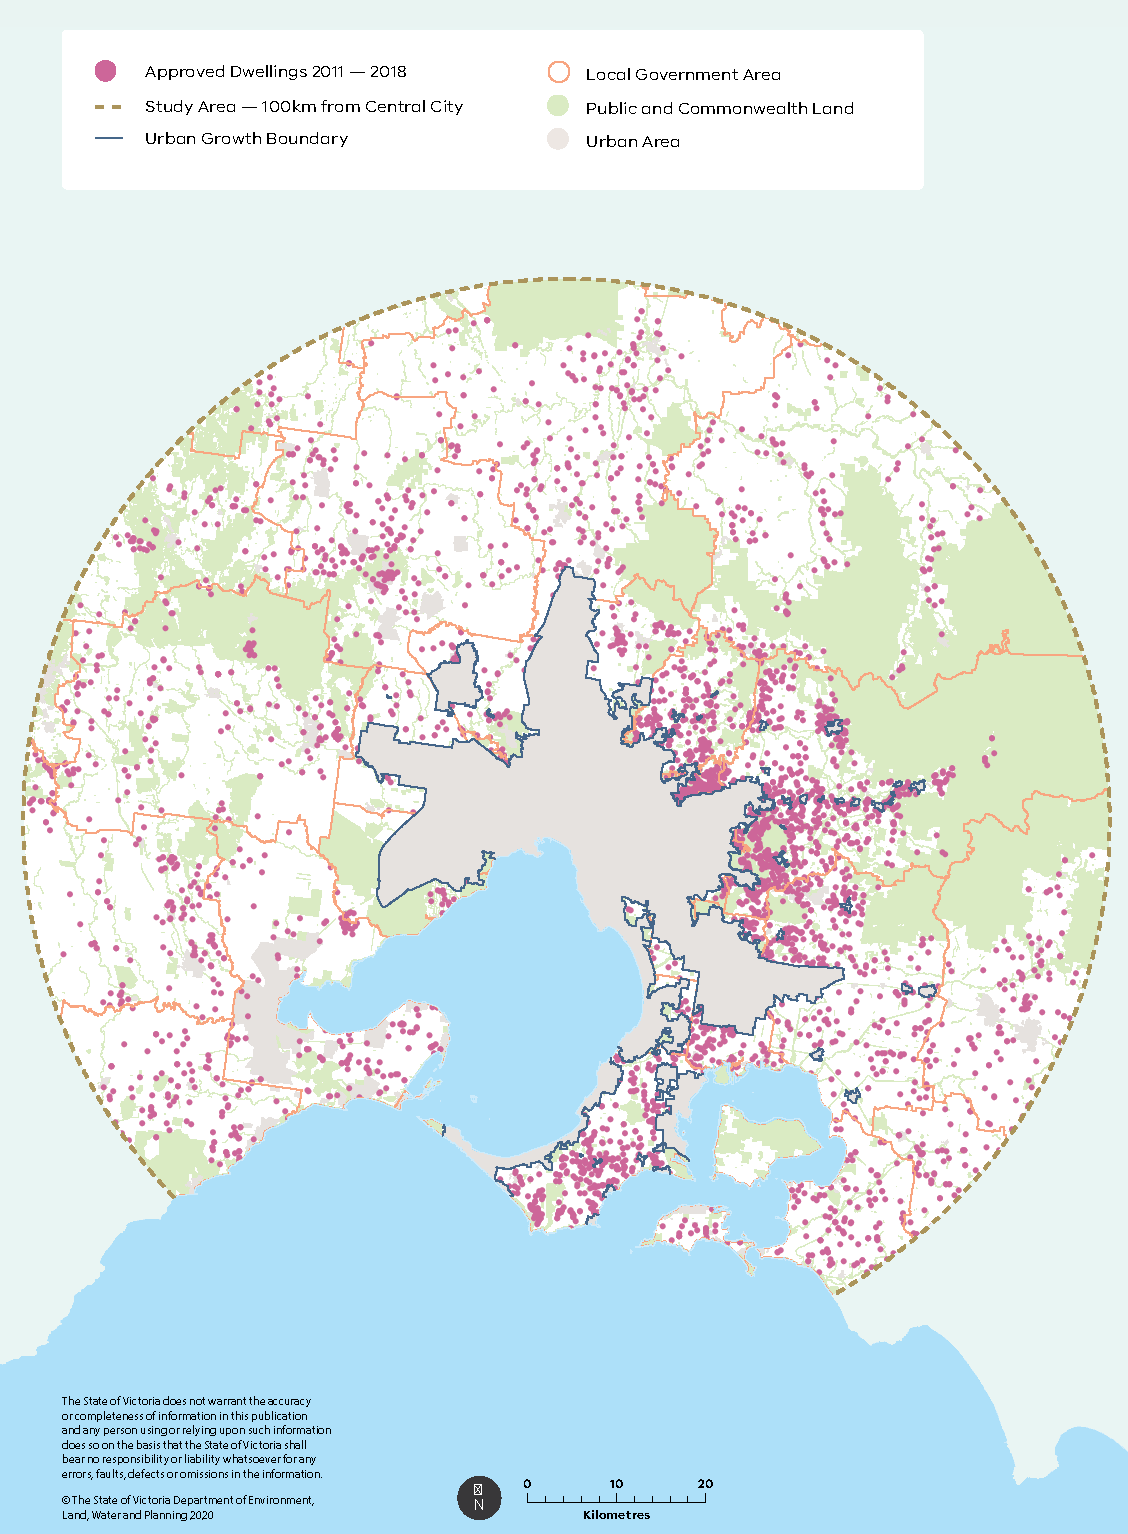 Approved Dwellings 2011 — 2018
Study Area — 100km from Central City
Urban Growth Boundary
Local Government Area
Public and Commonwealth Land
Urban Area
The State of Victoria does not warrant the accuracy
or completeness of information in this publication
and any person using or relying upon such information
does so on the basis that the State of Victoria shall
bear no responsibility or liability whatsoever for any
errors, faults, defects or omissions in the information.
© The State of Victoria Department of Environment,
Land, Water and Planning 2020
N
0 10 20
Kilometres